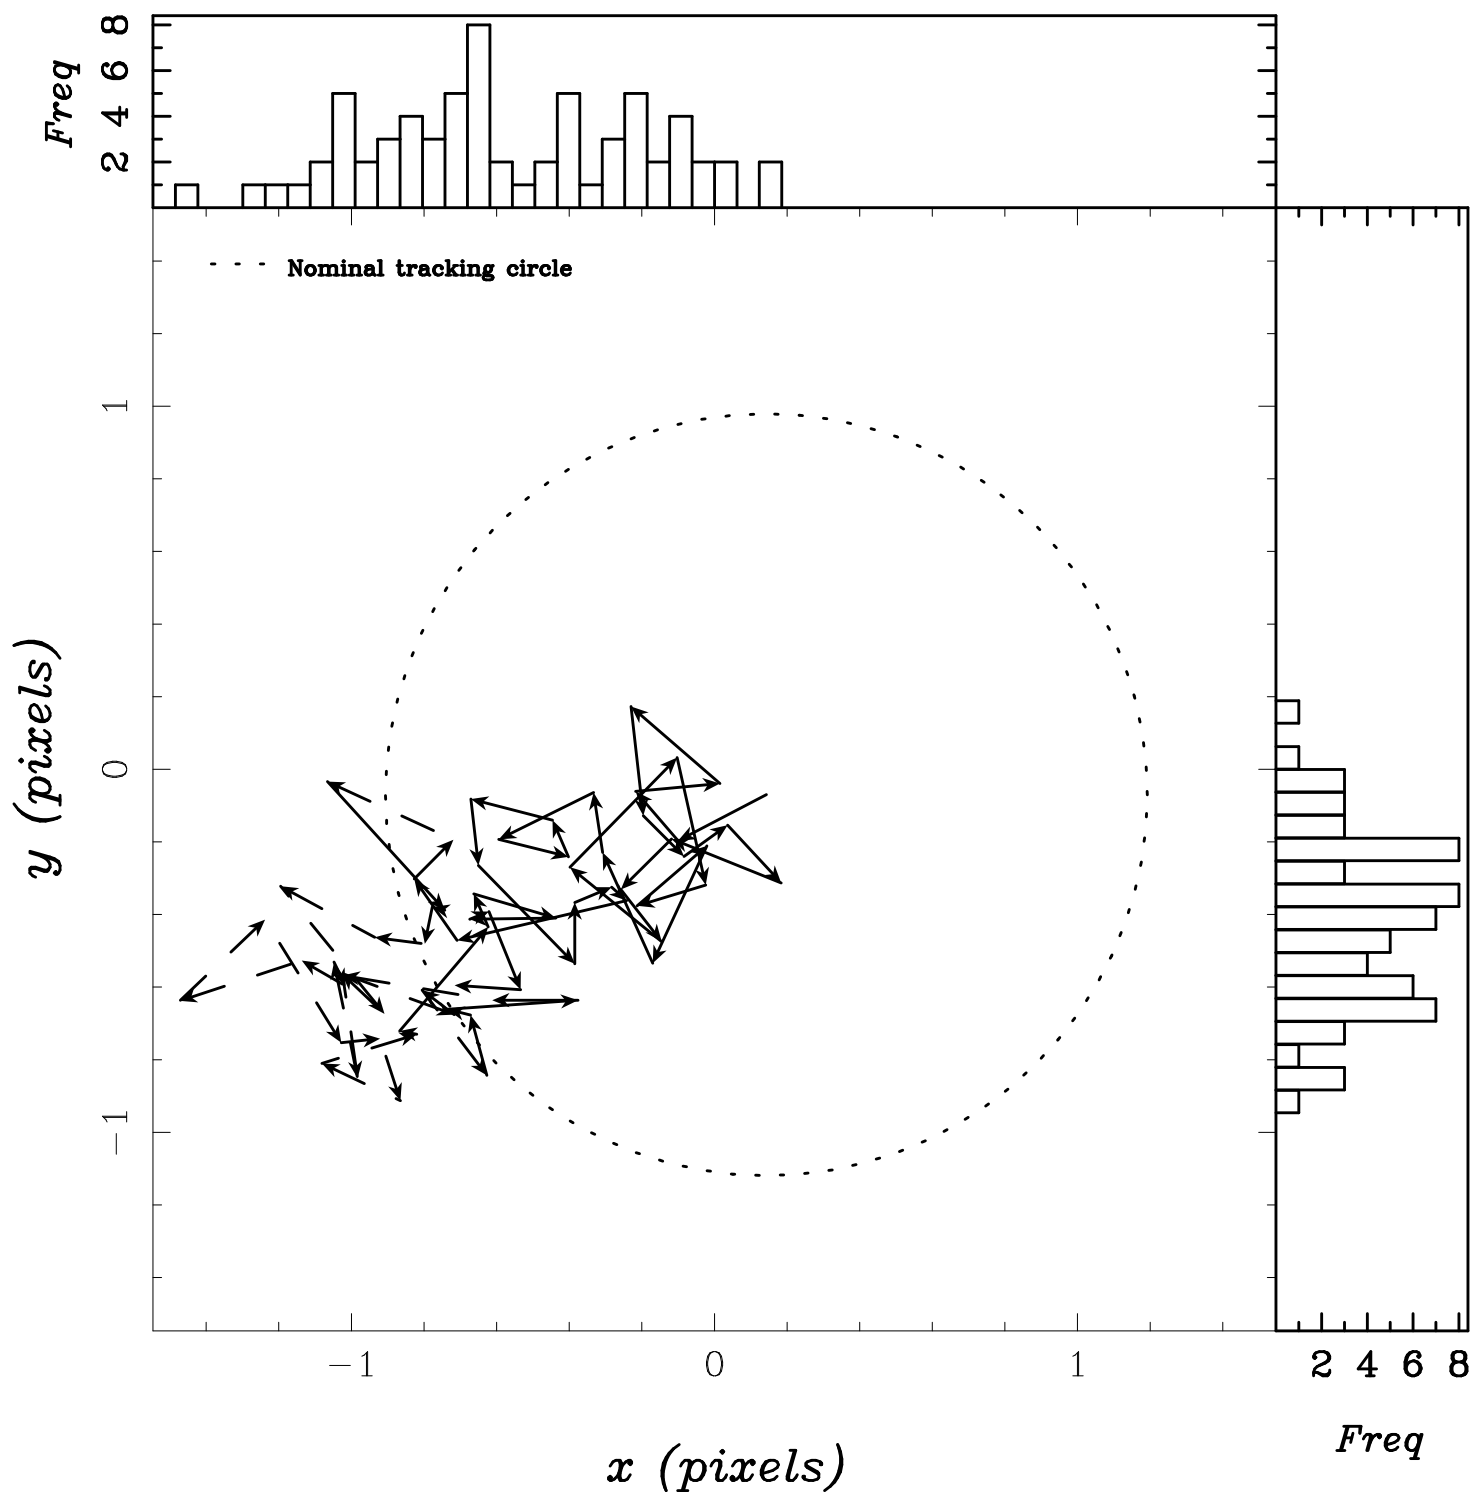 Freq
8
6
4
2
Nominal tracking circle
y (pixels)
1
0
−1
−1 0 1
2 4 6 8
x (pixels)
Freq